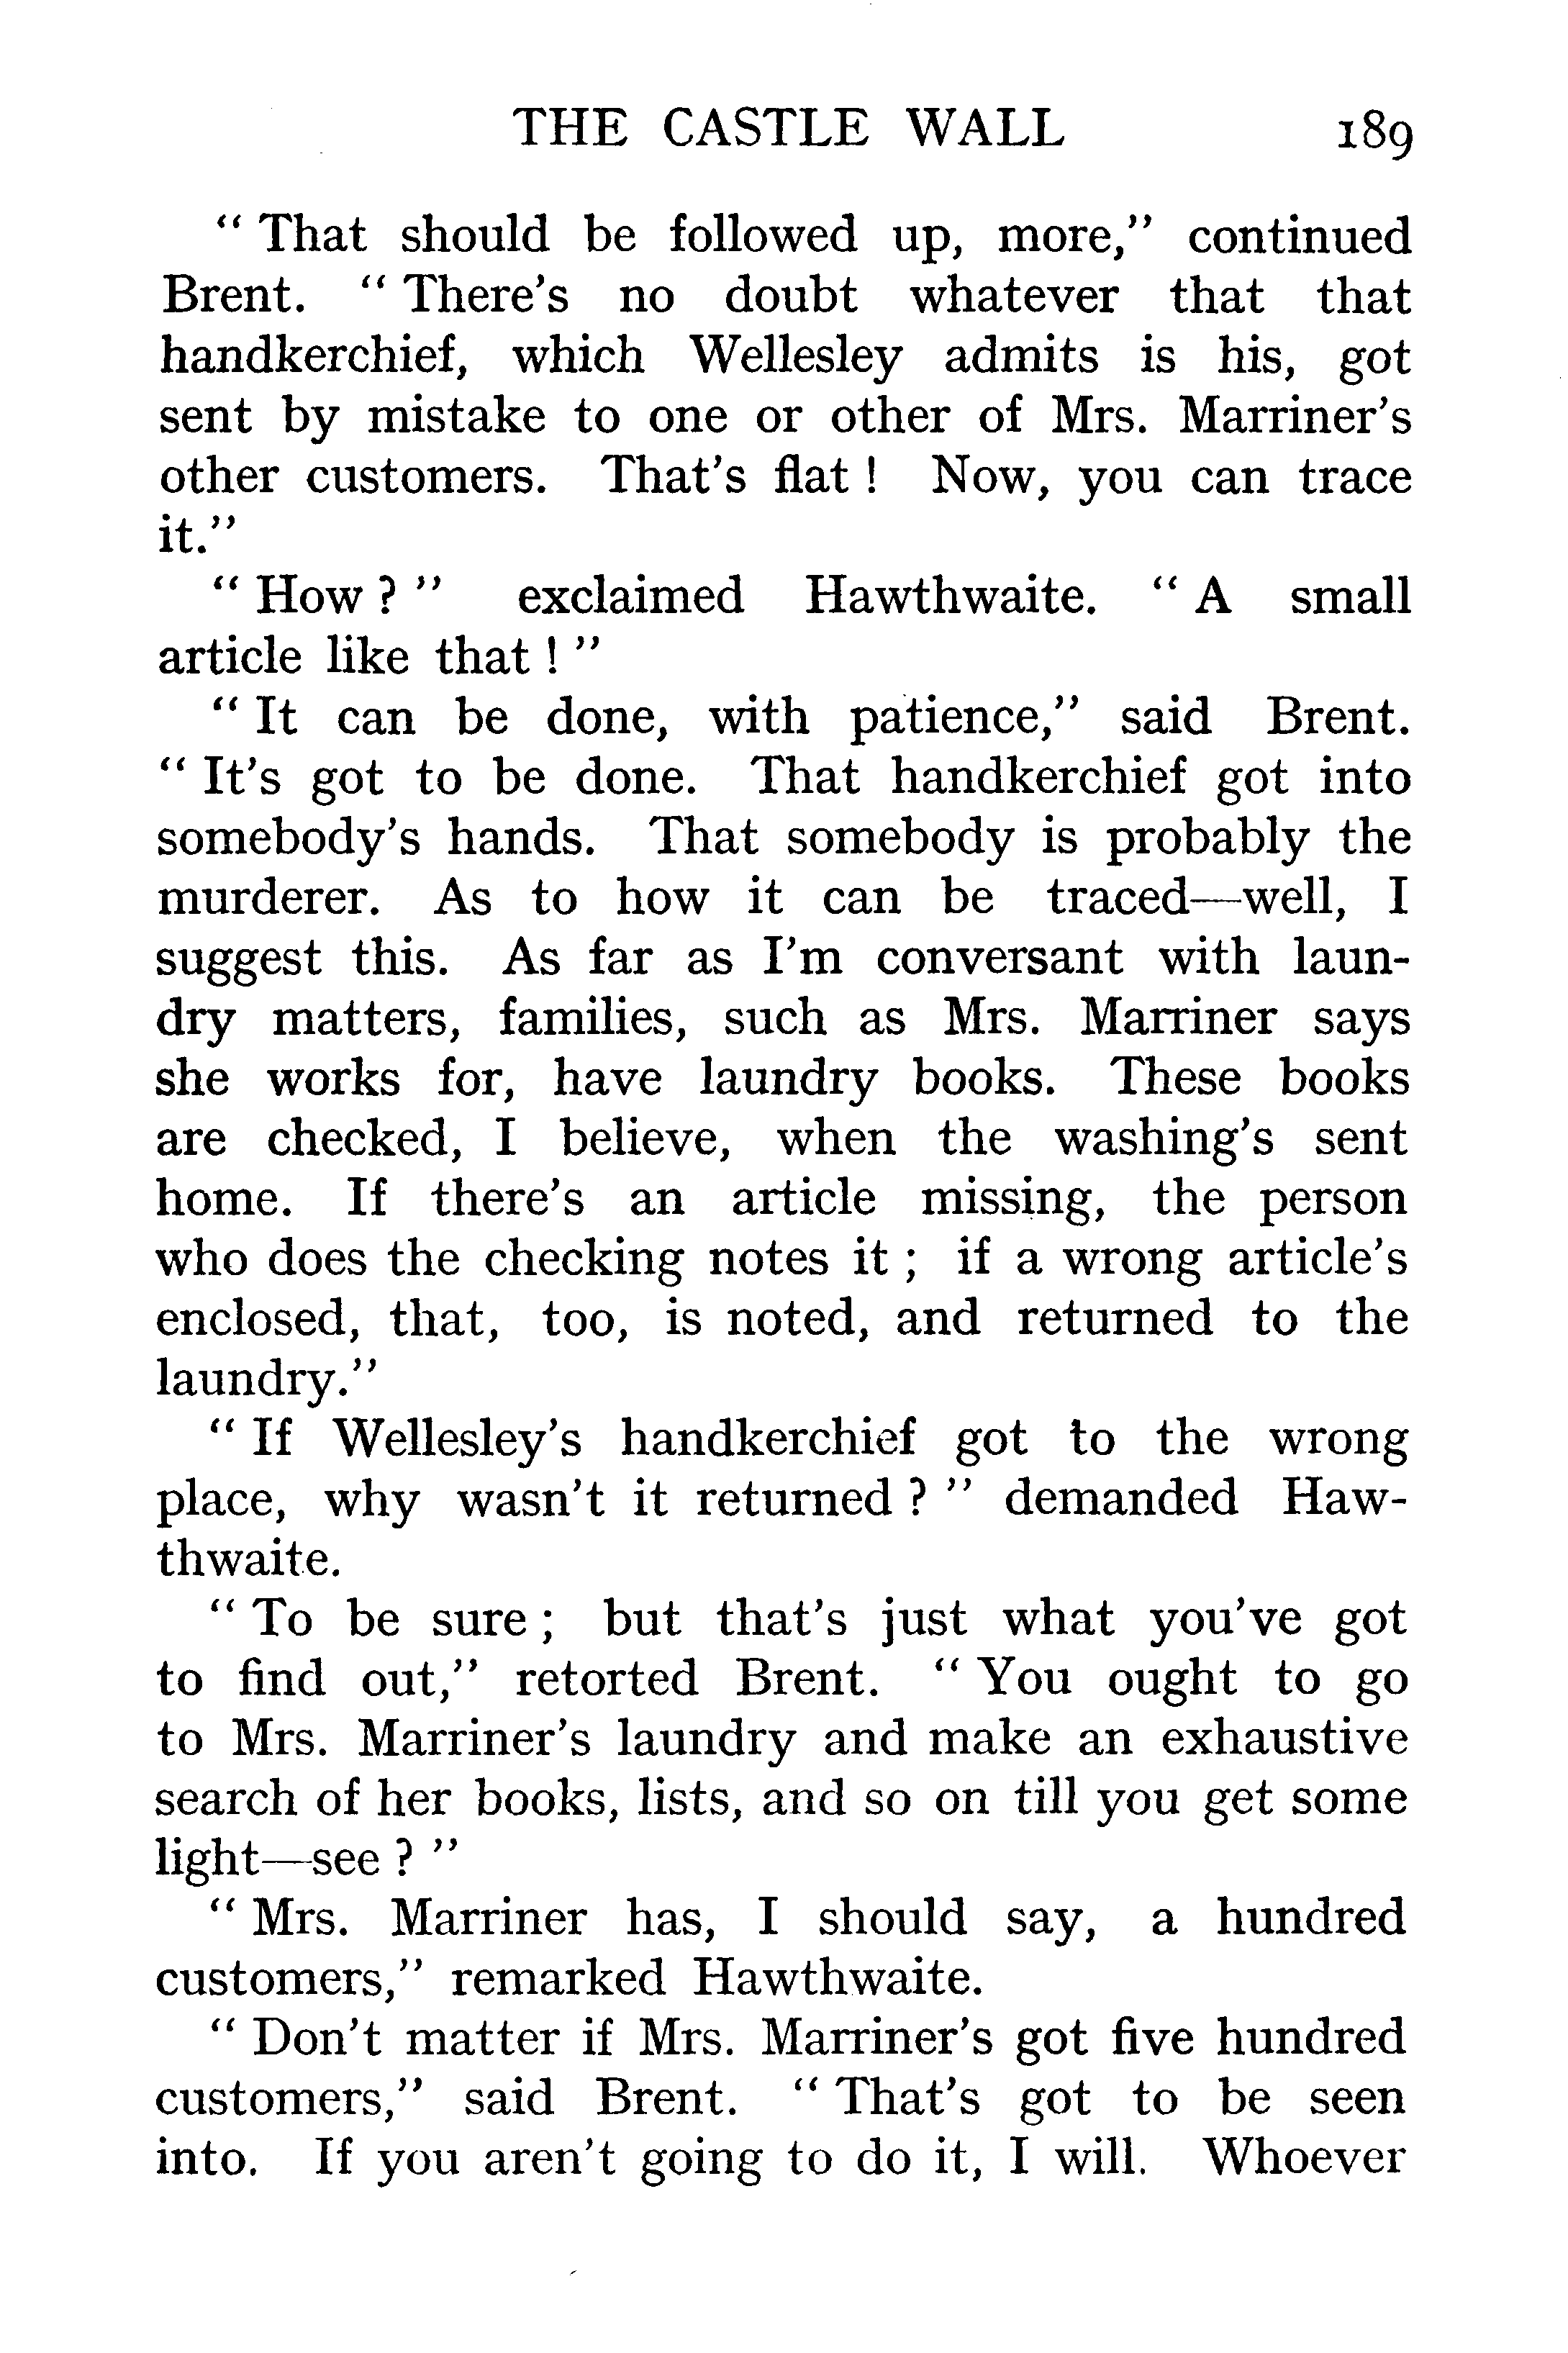 THE CASTLE WALL 189
“ That should be followed up, more,” continued
Brent. “ There’s no doubt whatever that that
handkerchief, which Wellesley admits is his, got
sent by mistake to one or other of Mrs. Marriner’s
other customers. That’s flat ! Now, you can trace
it.”
“ How ? ” exclaimed Hawthwaite. “ A small
article like that ! ”
“ It can be done, with patience,” said Brent.
“ It’s got to be done. That handkerchief got into
somebody’s hands. That somebody is probably the
murderer. As to how it can be traced—well, I
suggest this. As far as I’m conversant with laun-
dry matters, families, such as Mrs. Marriner says
she works for, have laundry books. These books
are checked, I believe, when the washing’s sent
home. If there’s an article missing, the person
who does the checking notes it ; if a wrong article’s
enclosed, that, too, is noted, and returned to the
laundry.”
“ If Wellesley’s handkerchief got to the wrong
place, why wasn’t it returned ? ” demanded Haw-
thwaite.
“ To be sure ; but that’s just what you’ve got
to find out,” retorted Brent. “ You ought to go
to Mrs. Marriner’s laundry and make an exhaustive
search of her books, lists, and so on till you get some
light—see ? ”
“ Mrs. Marriner has, I should say, a hundred
customers,” remarked Hawthwaite.
“ Don’t matter if Mrs. Marriner’s got five hundred
customers,” said Brent. “ That’s got to be seen
into. If you aren’t going to do it, I will. Whoever